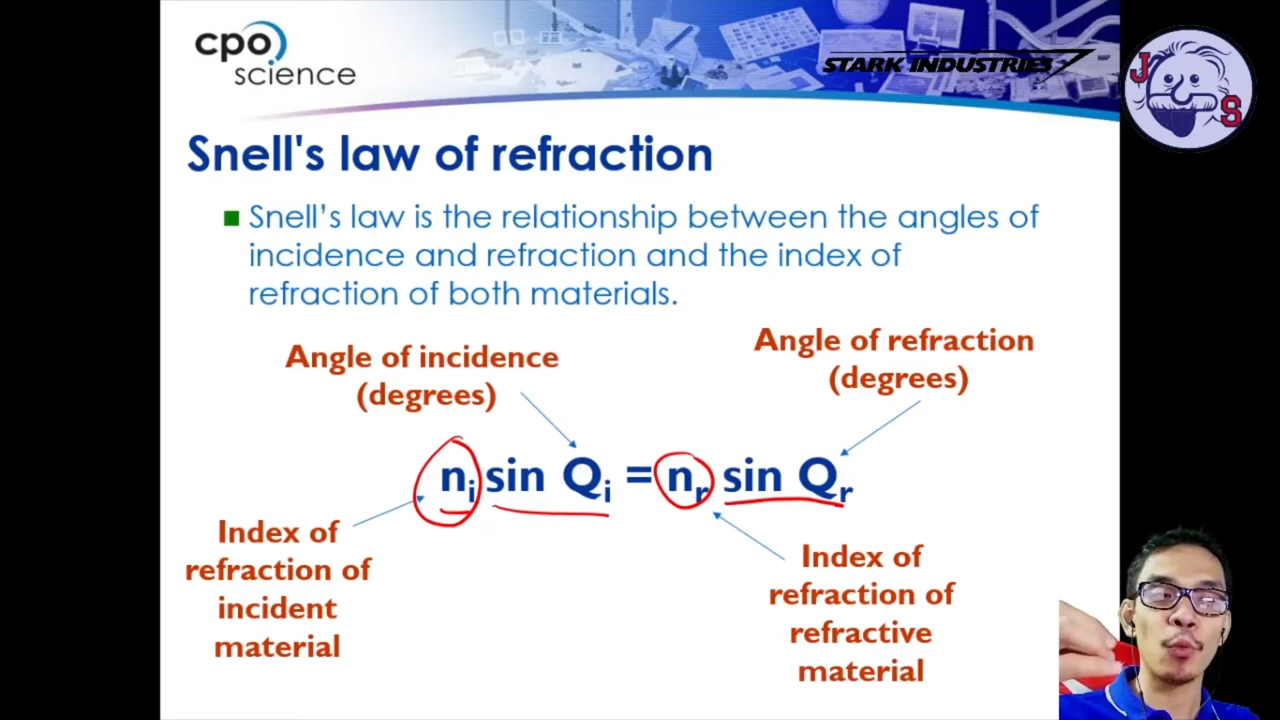 cpo
science
STARK INDUSTRIES
J
S
Snell's law of refraction
Snell's law is the relationship between the angles of
incidence and refraction and the index of
refraction of both materials.
Angle of incidence
(degrees)
Angle of refraction
(degrees)
nᵢ sin Qᵢ = nᵣ sin Qᵣ
Index of
refraction of
incident
material
Index of
refraction of
refractive
material